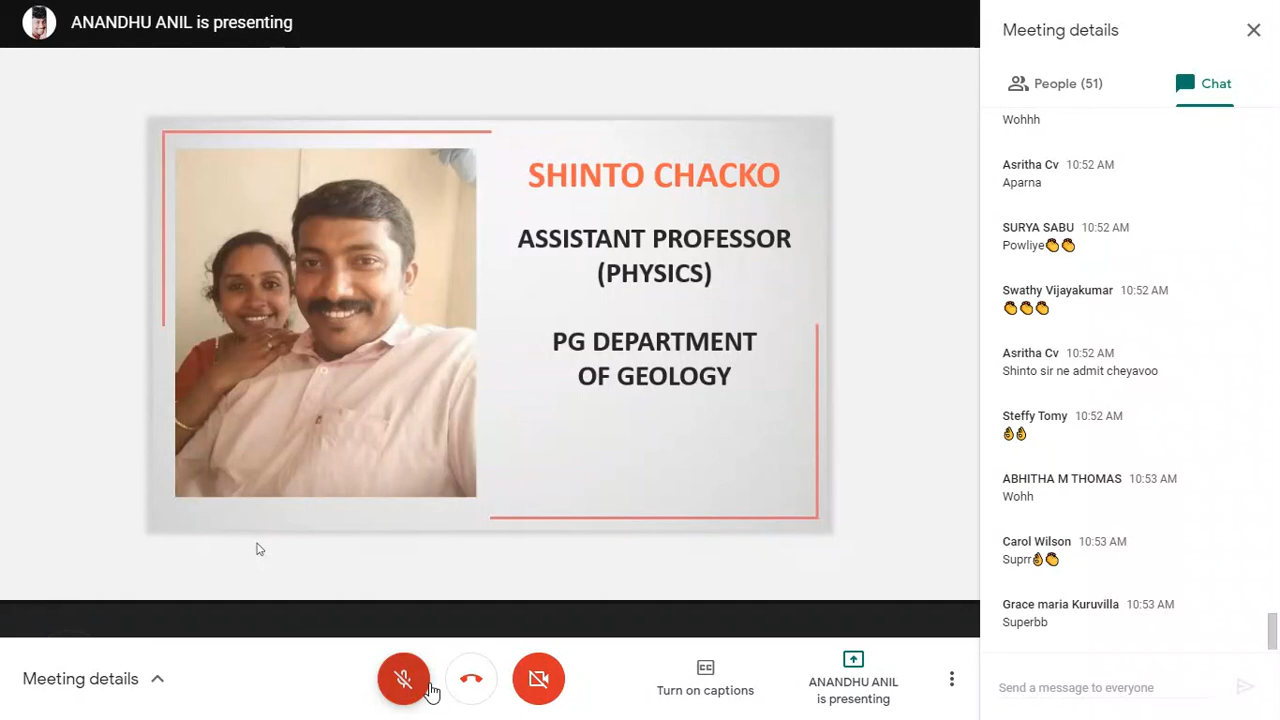 ANANDHU ANIL is presenting
SHINTO CHACKO
ASSISTANT PROFESSOR
(PHYSICS)
PG DEPARTMENT
OF GEOLOGY
Meeting details
Turn on captions
ANANDHU ANIL
is presenting
Meeting details
People (51)
Chat
Wohhh
Asritha Cv 10:52 AM
Aparna
SURYA SABU 10:52 AM
Powliye👏👏
Swathy Vijayakumar 10:52 AM
👏👏👏
Asritha Cv 10:52 AM
Shinto sir ne admit cheyavoo
Steffy Tomy 10:52 AM
👌👌
ABHITHA M THOMAS 10:53 AM
Wohh
Carol Wilson 10:53 AM
Suprr👌👏
Grace maria Kuruvilla 10:53 AM
Superbb
Send a message to everyone